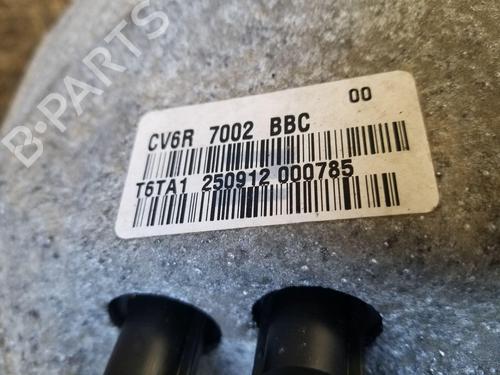 B-PARTS
00
CV6R 7002 BBC
T6TA1 250912 000785